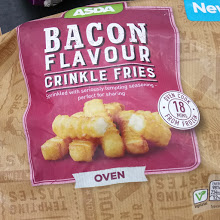 New
ASDA
BACON
FLAVOUR
CRINKLE FRIES
Sprinkled with seriously tempting seasoning -
perfect for sharing
OVEN COOK
18
MINS
FROM FROZEN
OVEN